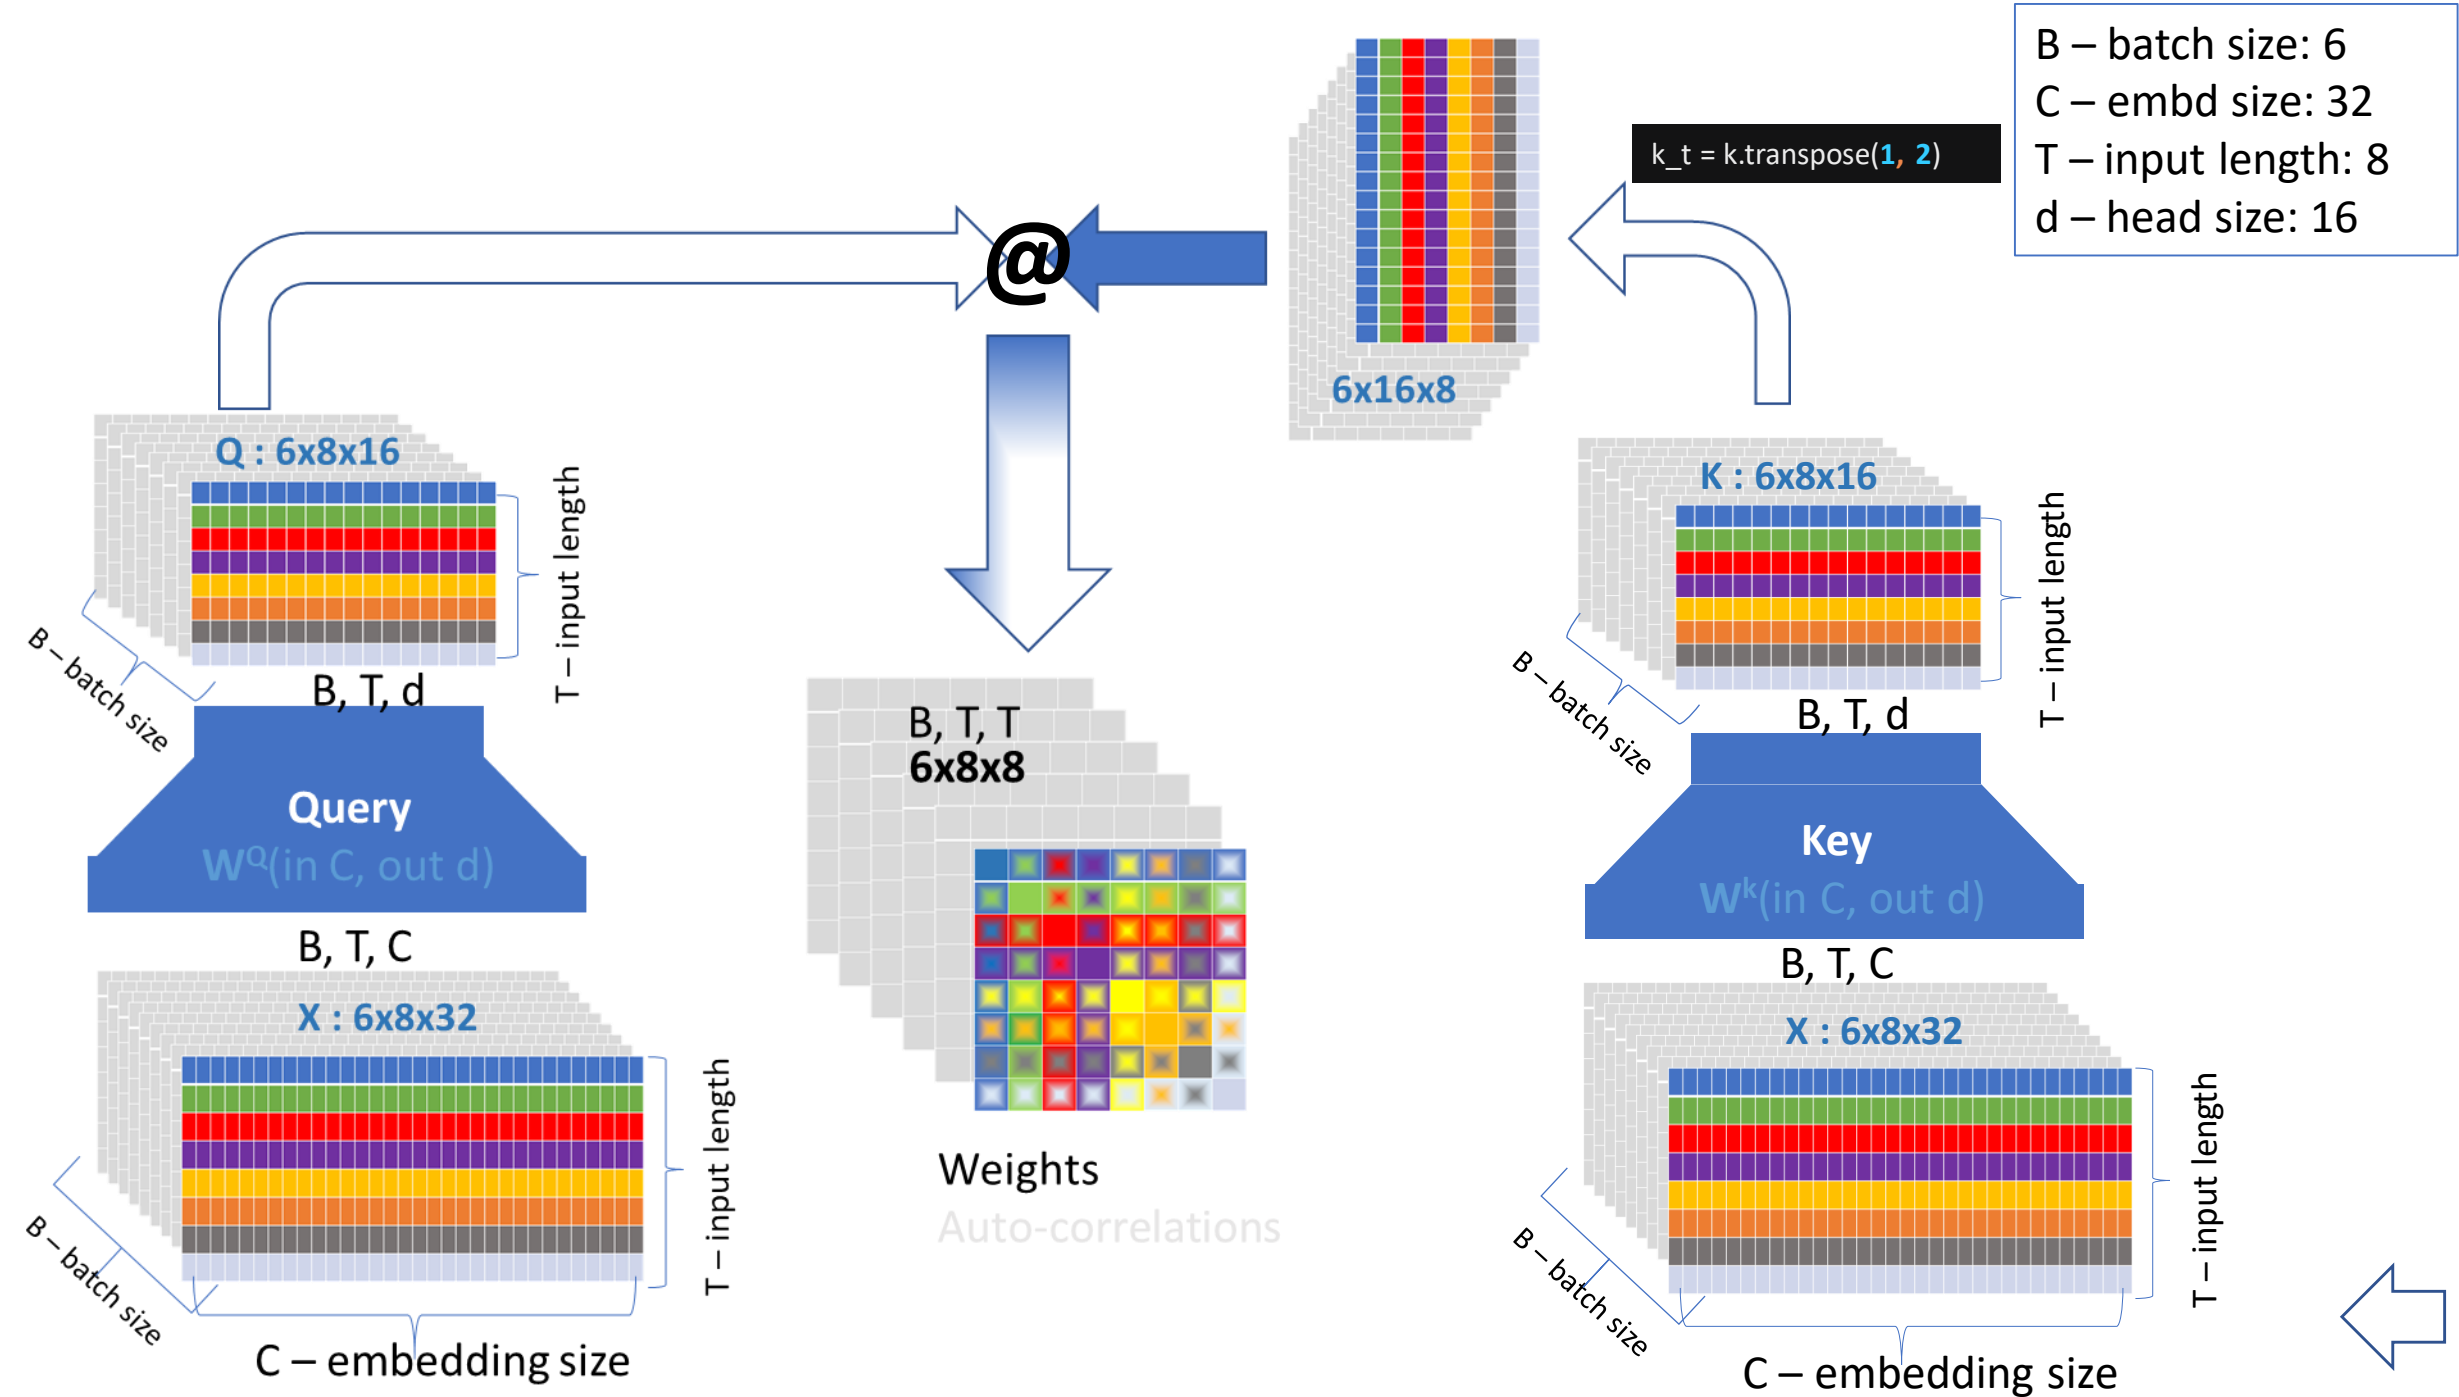 B – batch size: 6
C – embd size: 32
T – input length: 8
d – head size: 16
k_t = k.transpose(1, 2)
@
6x16x8
Q : 6x8x16
T – input length
B – batch size
B, T, d
Query
W^Q(in C, out d)
B, T, C
X : 6x8x32
T – input length
B – batch size
C – embedding size
B, T, T
6x8x8
Weights
Auto-correlations
K : 6x8x16
T – input length
B – batch size
B, T, d
Key
W^k(in C, out d)
B, T, C
X : 6x8x32
T – input length
B – batch size
C – embedding size